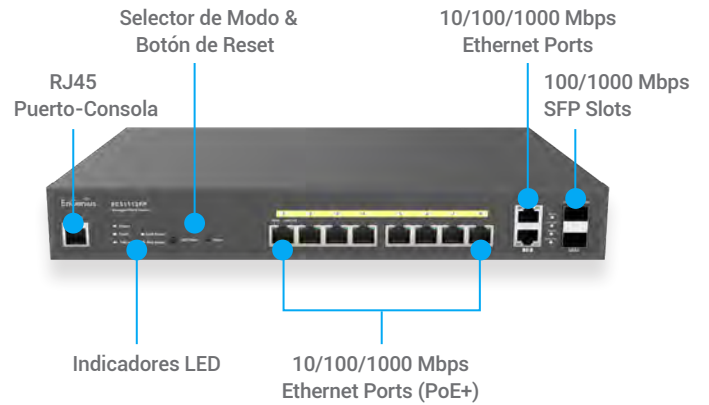 Selector de Modo &
Botón de Reset
10/100/1000 Mbps
Ethernet Ports
RJ45
Puerto-Consola
100/1000 Mbps
SFP Slots
EnGenius
Indicadores LED
10/100/1000 Mbps
Ethernet Ports (PoE+)